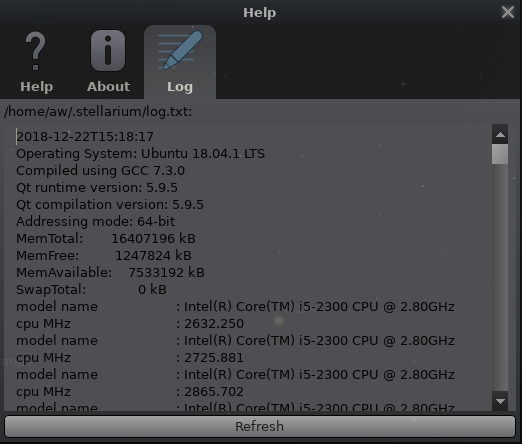 Help
Help
About
Log
/home/aw/.stellarium/log.txt:
2018-12-22T15:18:17
Operating System: Ubuntu 18.04.1 LTS
Compiled using GCC 7.3.0
Qt runtime version: 5.9.5
Qt compilation version: 5.9.5
Addressing mode: 64-bit
MemTotal: 16407196 kB
MemFree: 1247824 kB
MemAvailable: 7533192 kB
SwapTotal: 0 kB
model name : Intel(R) Core(TM) i5-2300 CPU @ 2.80GHz
cpu MHz : 2632.250
model name : Intel(R) Core(TM) i5-2300 CPU @ 2.80GHz
cpu MHz : 2725.881
model name : Intel(R) Core(TM) i5-2300 CPU @ 2.80GHz
cpu MHz : 2865.702
model name : Intel(R) Core(TM) i5-2300 CPU @ 2.80GHz
Refresh